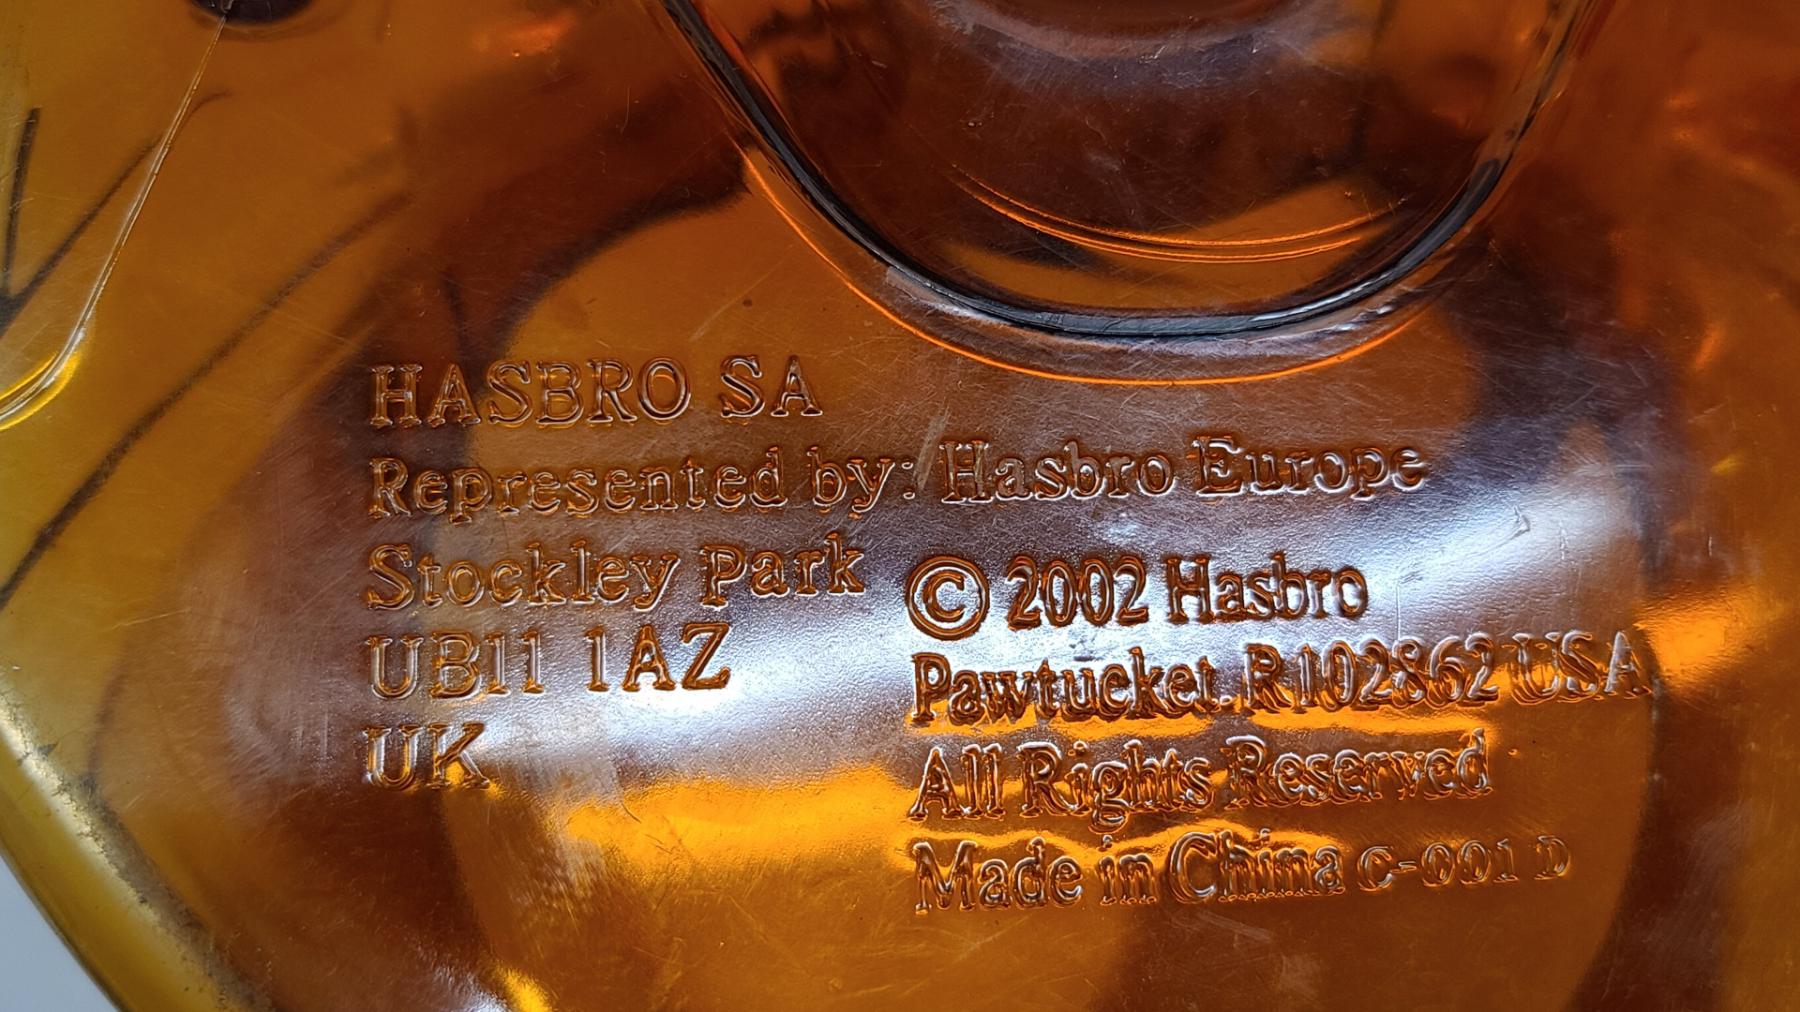 HASBRO SA
Represented by: Hasbro Europe
Stockley Park
UB11 1AZ
UK
© 2002 Hasbro
Pawtucket. R102862 USA
All Rights Reserved
Made in China C-001 D